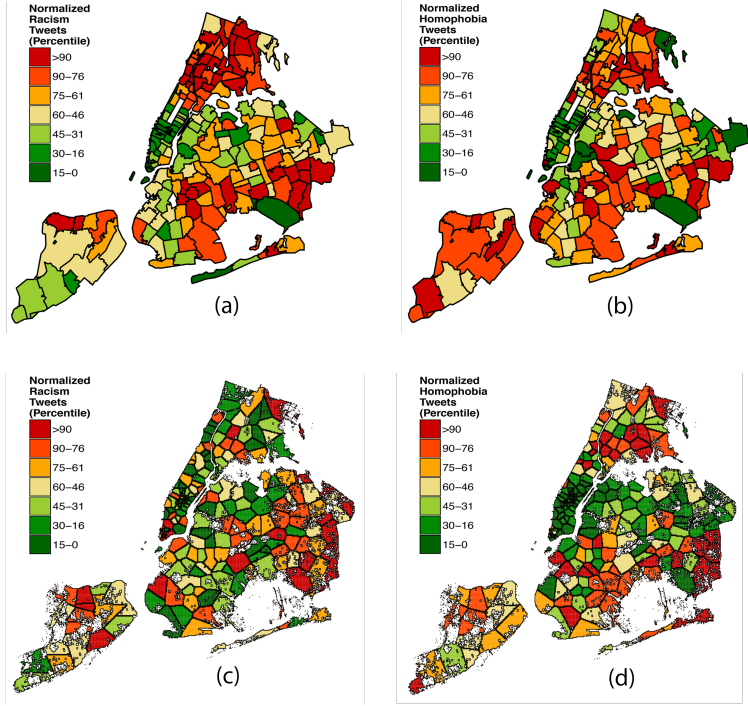 Normalized
Racism
Tweets
(Percentile)
>90
90–76
75–61
60–46
45–31
30–16
15–0
(a)
Normalized
Homophobia
Tweets
(Percentile)
>90
90–76
75–61
60–46
45–31
30–16
15–0
(b)
Normalized
Racism
Tweets
(Percentile)
>90
90–76
75–61
60–46
45–31
30–16
15–0
(c)
Normalized
Homophobia
Tweets
(Percentile)
>90
90–76
75–61
60–46
45–31
30–16
15–0
(d)